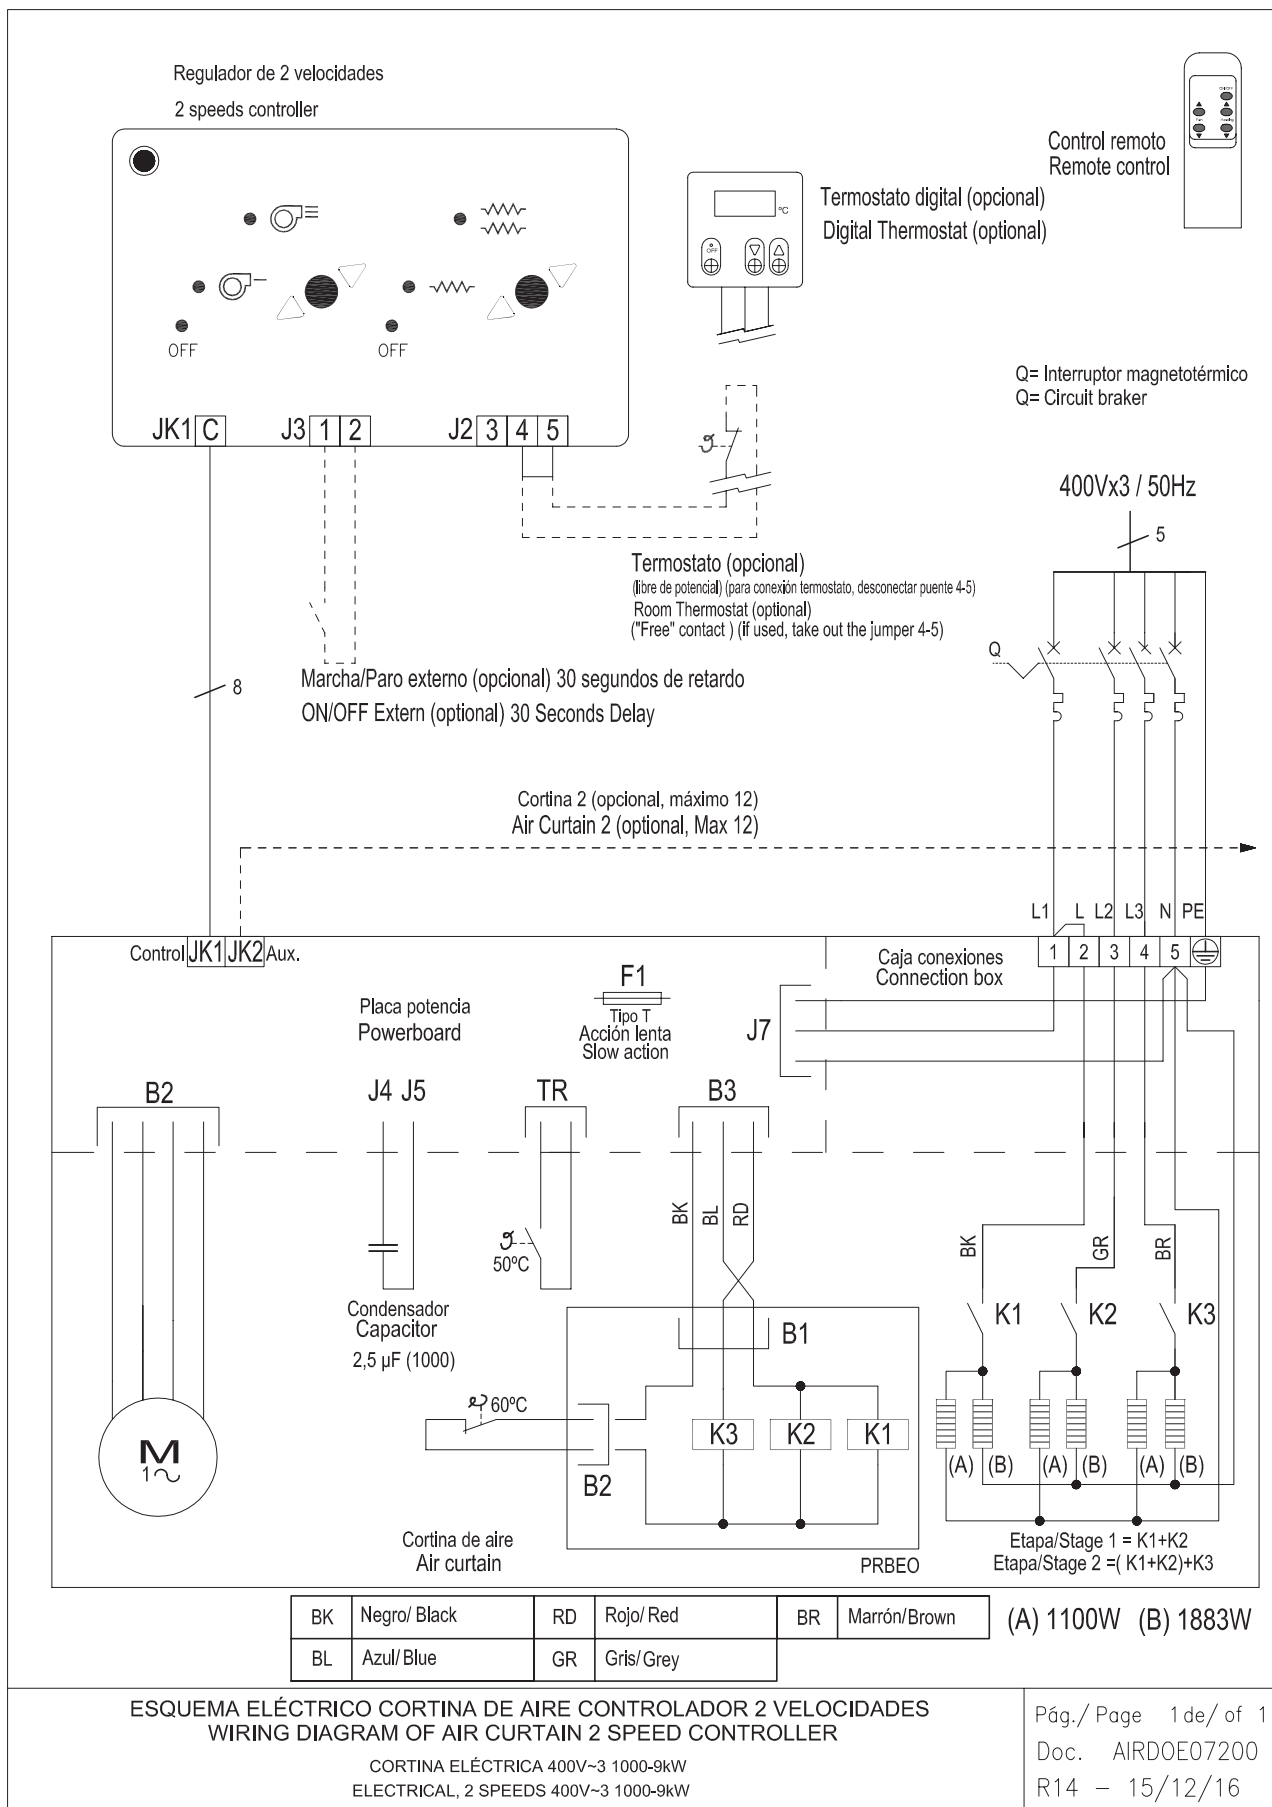 Regulador de 2 velocidades
2 speeds controller
OFF
OFF
JK1 C
J3 1 2
J2 3 4 5
°C
OFF
Termostato digital (opcional)
Digital Thermostat (optional)
Control remoto
Remote control
ON/OFF
Fan
Heating
Q= Interruptor magnetotérmico
Q= Circuit braker
400Vx3 / 50Hz
5
Q
Termostato (opcional)
(libre de potencial) (para conexión termostato, desconectar puente 4-5)
Room Thermostat (optional)
("Free" contact ) (if used, take out the jumper 4-5)
8
Marcha/Paro externo (opcional) 30 segundos de retardo
ON/OFF Extern (optional) 30 Seconds Delay
Cortina 2 (opcional, máximo 12)
Air Curtain 2 (optional, Max 12)
L1 L L2 L3 N PE
1 2 3 4 5
Control JK1 JK2 Aux.
Caja conexiones
Connection box
Placa potencia
Powerboard
F1
Tipo T
Acción lenta
Slow action
J7
B2
J4 J5
TR
B3
BK BL RD
50ºC
BK GR BR
K1 K2 K3
Condensador
Capacitor
2,5 µF (1000)
B1
60ºC
K3 K2 K1
B2
M
1~
(A) (B) (A) (B) (A) (B)
Cortina de aire
Air curtain
PRBEO
Etapa/Stage 1 = K1+K2
Etapa/Stage 2 =( K1+K2)+K3
BK Negro/ Black RD Rojo/ Red BR Marrón/Brown
BL Azul/ Blue GR Gris/ Grey
(A) 1100W (B) 1883W
ESQUEMA ELÉCTRICO CORTINA DE AIRE CONTROLADOR 2 VELOCIDADES
WIRING DIAGRAM OF AIR CURTAIN 2 SPEED CONTROLLER
CORTINA ELÉCTRICA 400V~3 1000-9kW
ELECTRICAL, 2 SPEEDS 400V~3 1000-9kW
Pág./ Page 1 de/ of 1
Doc. AIRDOE07200
R14 - 15/12/16